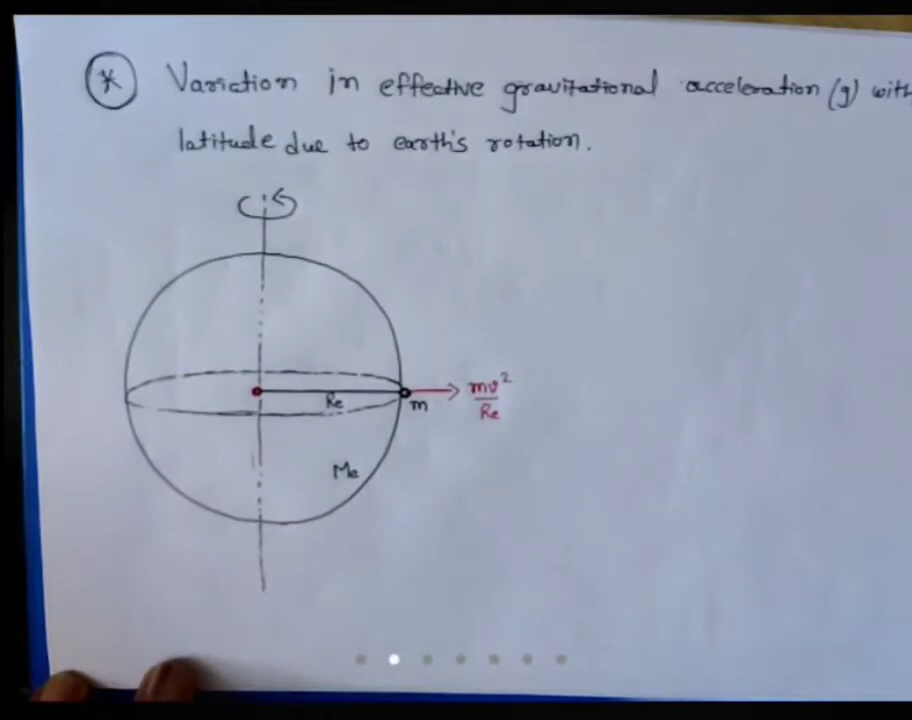 * Variation in effective gravitational acceleration (g) with
latitude due to earth's rotation.
Re
m
mv²
Re
Me